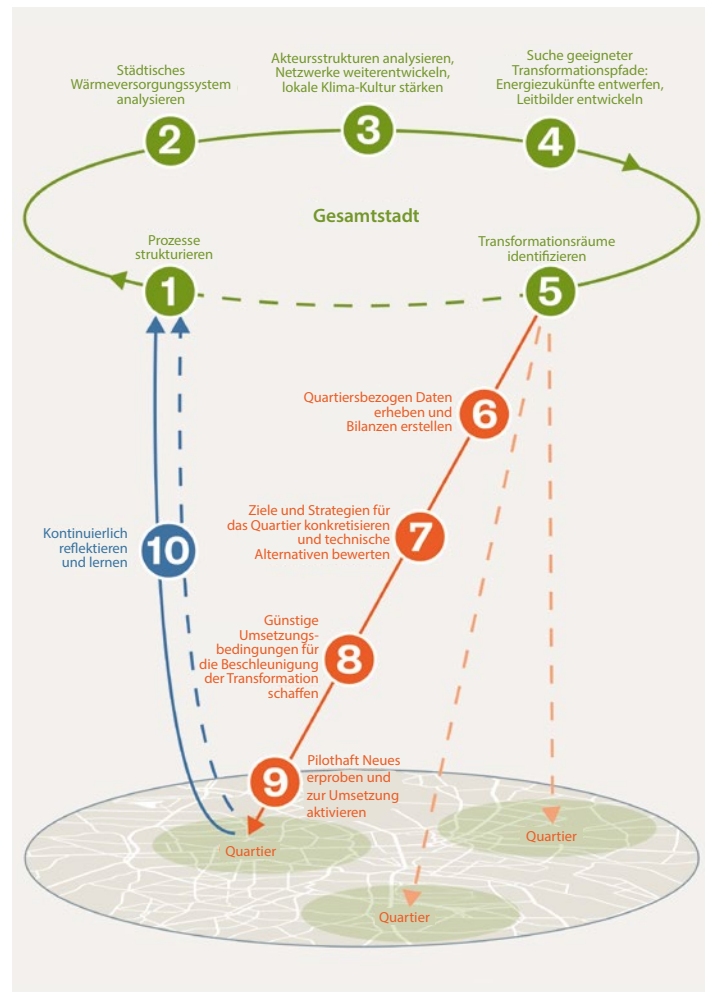 Städtisches
Wärmeversorgungssystem
analysieren
2
Akteursstrukturen analysieren,
Netzwerke weiterentwickeln,
lokale Klima-Kultur stärken
3
Suche geeigneter
Transformationspfade:
Energiezukünfte entwerfen,
Leitbilder entwickeln
4
Gesamtstadt
Prozesse
strukturieren
1
Transformationsräume
identifizieren
5
Quartiersbezogen Daten
erheben und
Bilanzen erstellen
6
Ziele und Strategien für
das Quartier konkretisieren
und technische
Alternativen bewerten
7
Kontinuierlich
reflektieren
und lernen
10
Günstige
Umsetzungs-
bedingungen für
die Beschleunigung
der Transformation
schaffen
8
9
Pilothaft Neues
erproben und
zur Umsetzung
aktivieren
Quartier
Quartier
Quartier